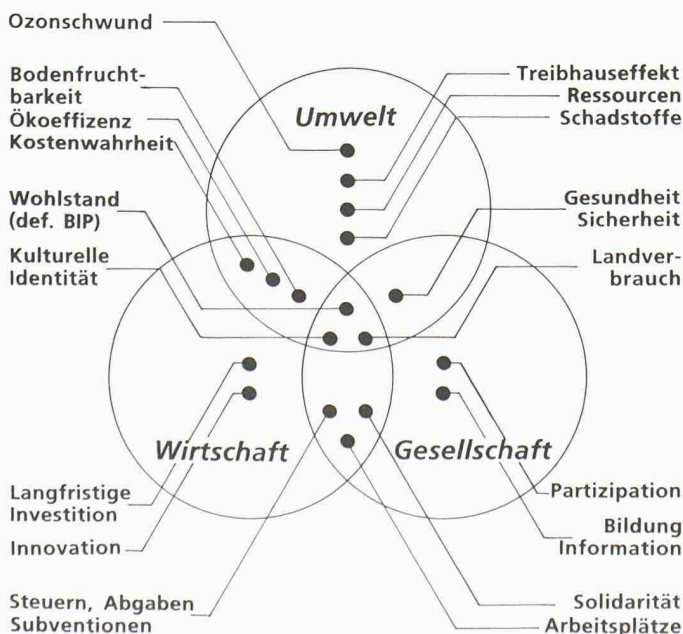 Ozonschwund
Bodenfrucht-
barkeit
Ökoeffizenz
Kostenwahrheit
Wohlstand
(def. BIP)
Kulturelle
Identität
Umwelt
Treibhauseffekt
Ressourcen
Schadstoffe
Gesundheit
Sicherheit
Landver-
brauch
Wirtschaft
Gesellschaft
Langfristige
Investition
Innovation
Steuern, Abgaben
Subventionen
Partizipation
Bildung
Information
Solidarität
Arbeitsplätze